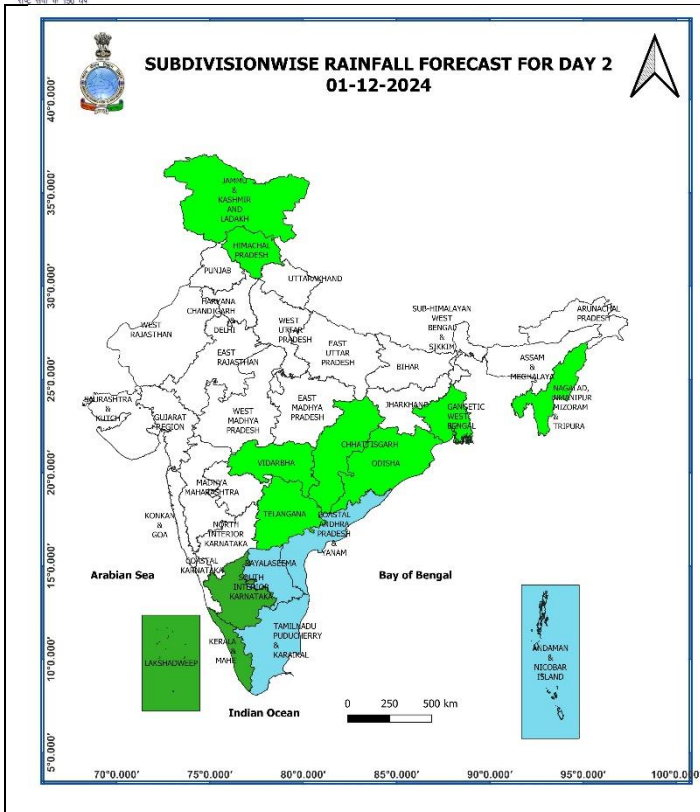 राष्ट्र सेवा के 150 वर्ष
SUBDIVISIONWISE RAINFALL FORECAST FOR DAY 2
01-12-2024
40°0.000'
35°0.000'
30°0.000'
25°0.000'
20°0.000'
15°0.000'
10°0.000'
5°0.000'
JAMMU
&
KASHMIR
AND
LADAKH
HIMACHAL
PRADESH
PUNJAB
UTTARAKHAND
HARYANA
CHANDIGARH
&
DELHI
WEST
RAJASTHAN
WEST
UTTAR
PRADESH
SUB-HIMALAYAN
WEST
BENGAL
&
SIKKIM
ARUNACHAL
PRADESH
EAST
RAJASTHAN
EAST
UTTAR
PRADESH
BIHAR
ASSAM
&
MEGHALAYA
SAURASHTRA
&
KUTCH
GUJARAT
REGION
WEST
MADHYA
PRADESH
EAST
MADHYA
PRADESH
JHARKHAND
GANGETIC
WEST
BENGAL
MANIPUR
MIZORAM
&
TRIPURA
CHHATTISGARH
VIDARBHA
ODISHA
MADHYA
MAHARASHTRA
KONKAN
&
GOA
TELANGANA
NORTH
INTERIOR
KARNATAKA
COASTAL
ANDHRA
PRADESH
&
YANAM
COASTAL
KARNATAKA
RAYALASEEMA
Arabian Sea
Bay of Bengal
SOUTH
INTERIOR
KARNATAKA
TAMILNADU
PUDUCHERRY
&
KARAIKAL
KERALA
&
MAHE
LAKSHADWEEP
ANDAMAN
&
NICOBAR
ISLAND
Indian Ocean
0 250 500 km
70°0.000' 75°0.000' 80°0.000' 85°0.000' 90°0.000' 95°0.000' 100°0.000'